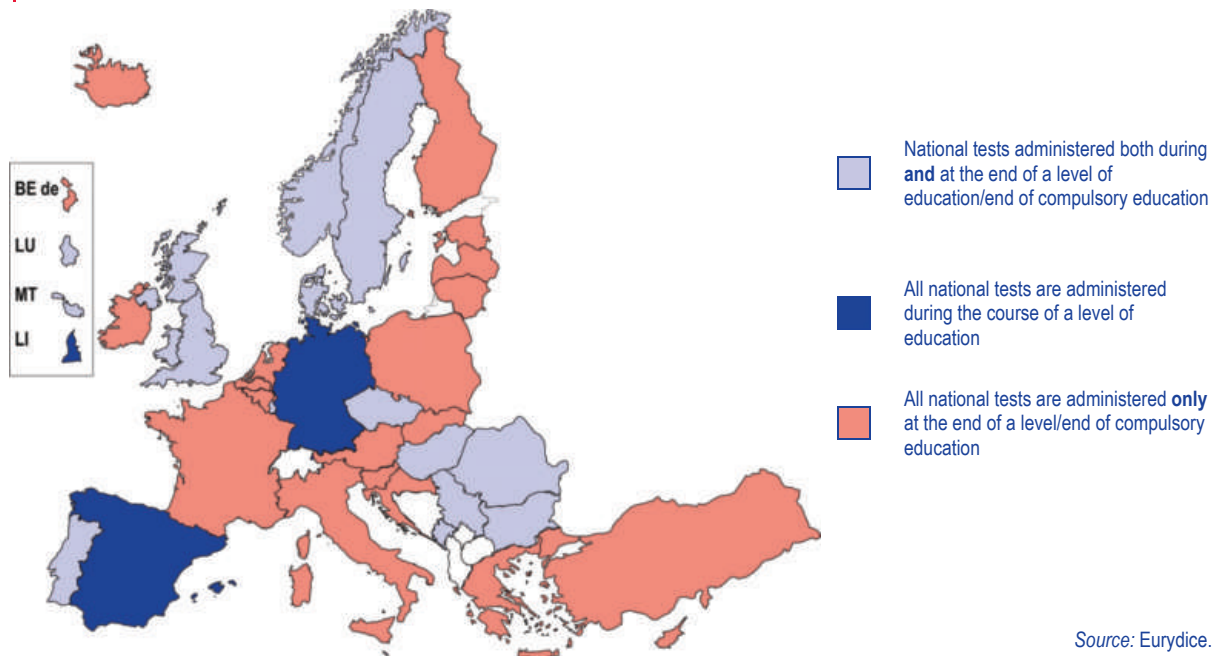 BE de
LU
MT
LI
National tests administered both during
and at the end of a level of
education/end of compulsory education
All national tests are administered
during the course of a level of
education
All national tests are administered only
at the end of a level/end of compulsory
education
Source: Eurydice.